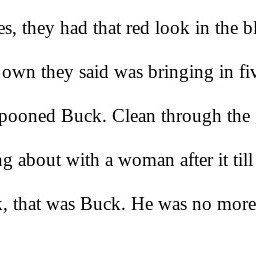 es, they had that red look in the bl
own they said was bringing in fiv
pooned Buck. Clean through the
g about with a woman after it till
, that was Buck. He was no more